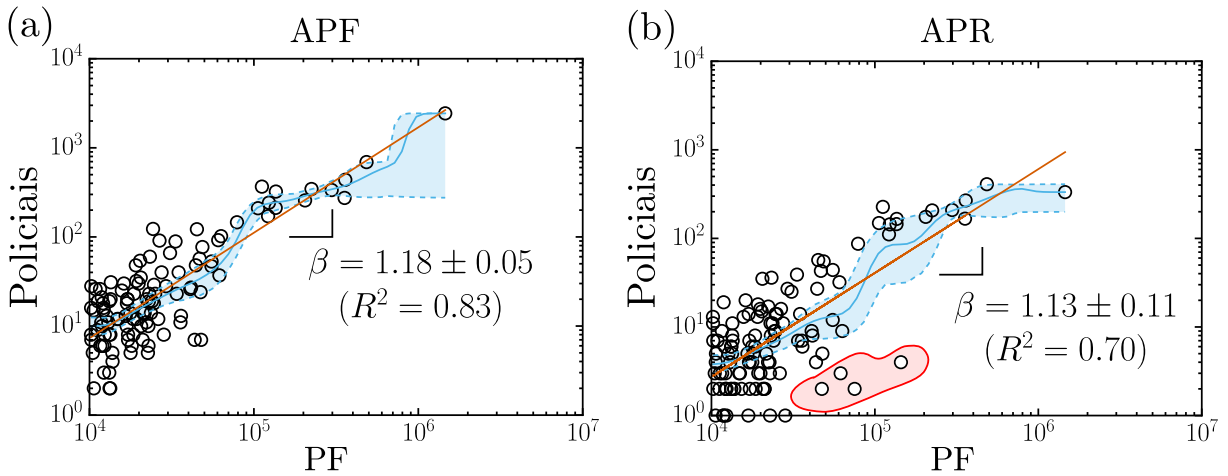 (a)
APF
10^4
10^3
10^2
10^1
10^0
Policiais
β = 1.18 ± 0.05
(R^2 = 0.83)
10^4 10^5 10^6 10^7
PF
(b)
APR
10^4
10^3
10^2
10^1
10^0
Policiais
β = 1.13 ± 0.11
(R^2 = 0.70)
10^4 10^5 10^6 10^7
PF